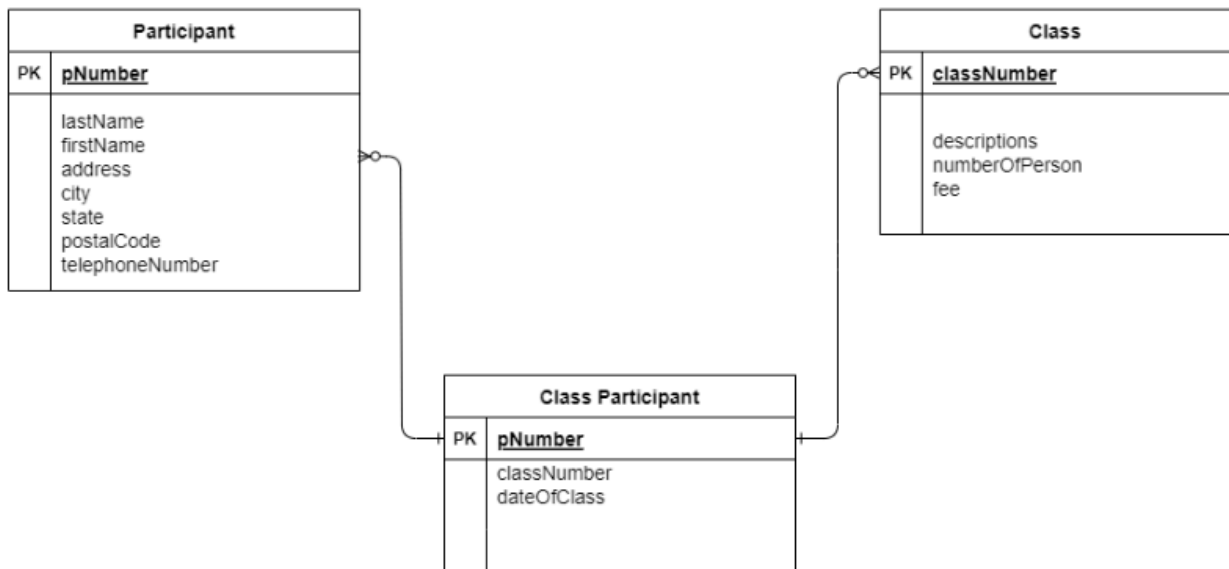 Participant
PK pNumber
lastName
firstName
address
city
state
postalCode
telephoneNumber
Class
PK classNumber
descriptions
numberOfPerson
fee
Class Participant
PK pNumber
classNumber
dateOfClass